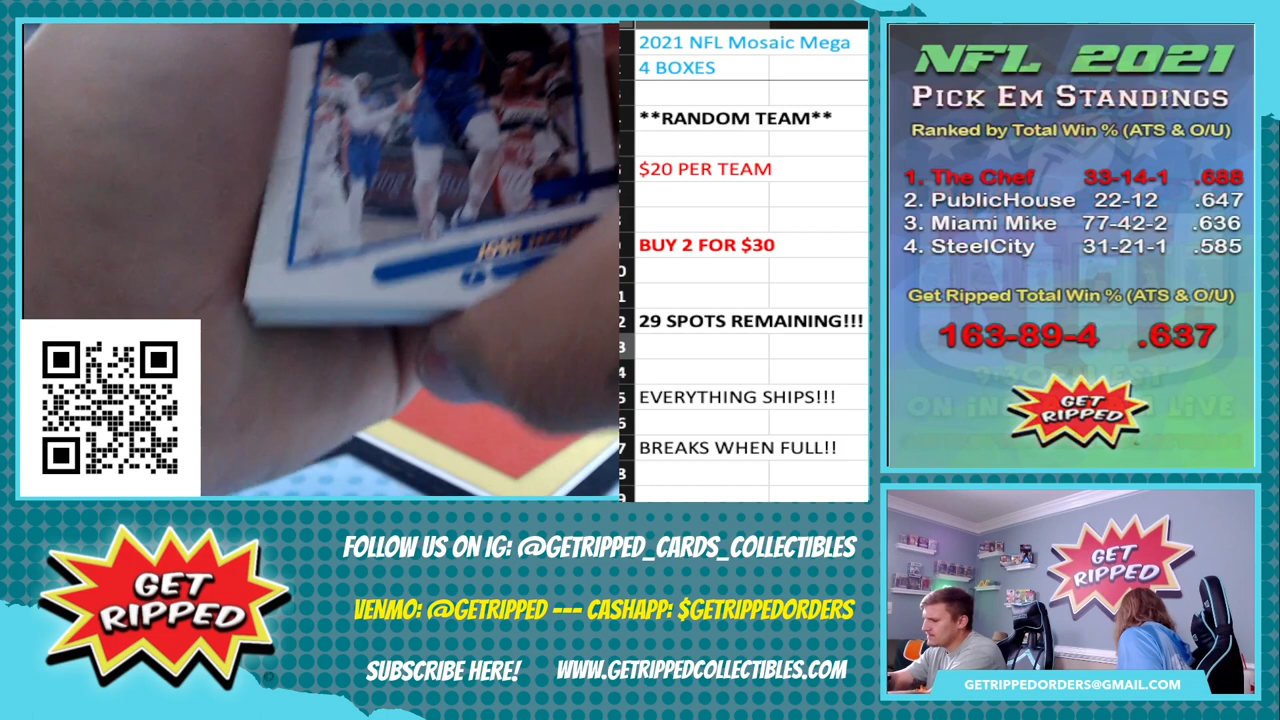 2021 NFL Mosaic Mega
4 BOXES
**RANDOM TEAM**
$20 PER TEAM
BUY 2 FOR $30
29 SPOTS REMAINING!!!
EVERYTHING SHIPS!!!
BREAKS WHEN FULL!!
NFL 2021
PICK EM STANDINGS
Ranked by Total Win % (ATS & O/U)
1. The Chef 33-14-1 .688
2. PublicHouse 22-12 .647
3. Miami Mike 77-42-2 .636
4. SteelCity 31-21-1 .585
Get Ripped Total Win % (ATS & O/U)
163-89-4 .637
GET
RIPPED
GET
RIPPED
FOLLOW US ON IG: @GETRIPPED_CARDS_COLLECTIBLES
VENMO: @GETRIPPED --- CASHAPP: $GETRIPPEDORDERS
SUBSCRIBE HERE! WWW.GETRIPPEDCOLLECTIBLES.COM
GET
RIPPED
GETRIPPEDORDERS@GMAIL.COM